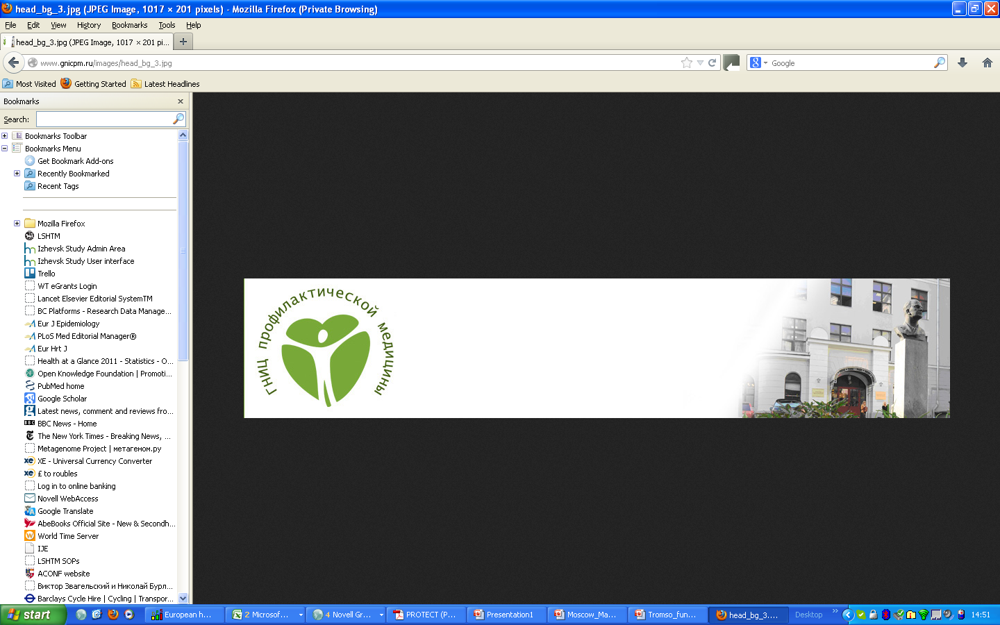 head_bg_3.jpg (JPEG Image, 1017 × 201 pixels) - Mozilla Firefox (Private Browsing)
File Edit View History Bookmarks Tools Help
head_bg_3.jpg (JPEG Image, 1017 × 201 pi...
www.gnicpm.ru/images/head_bg_3.jpg
Google
Most Visited Getting Started Latest Headlines
Bookmarks
Search:
Bookmarks Toolbar
Bookmarks Menu
Get Bookmark Add-ons
Recently Bookmarked
Recent Tags
Mozilla Firefox
LSHTM
Izhevsk Study Admin Area
Izhevsk Study User interface
Trello
WT eGrants Login
Lancet Elsevier Editorial SystemTM
BC Platforms - Research Data Manage...
Eur J Epidemiology
PLoS Med Editorial Manager®
Eur Hrt J
Health at a Glance 2011 - Statistics - O...
Open Knowledge Foundation | Promoti...
PubMed home
Google Scholar
Latest news, comment and reviews fro...
BBC News - Home
The New York Times - Breaking News, ...
Metagenome Project | метагеном.ру
XE - Universal Currency Converter
£ to roubles
Log in to online banking
Novell WebAccess
Google Translate
AbeBooks Official Site - New & Secondh...
World Time Server
IJE
LSHTM SOPs
ACONF website
Виктор Звагельский и Николай Бурл...
Barclays Cycle Hire | Cycling | Transpor...
ГНИЦ профилактической медицины
start
European h...
2 Microsof...
4 Novell Gr...
PROTECT (P...
Presentation1
Moscow_Ma...
Tromso_fun...
head_bg_3....
Desktop
14:51